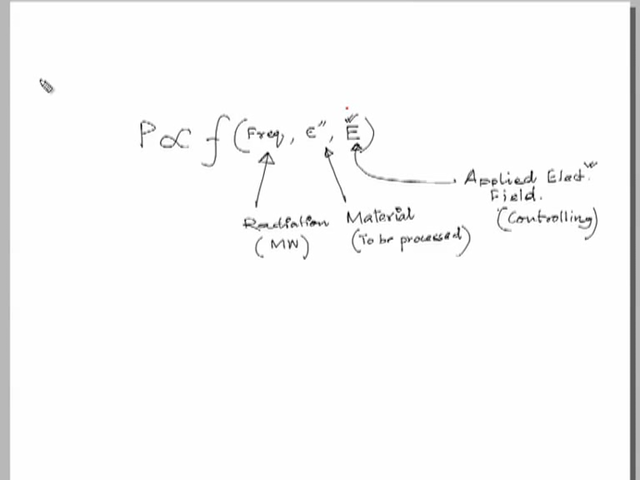 P ∝ f (Freq, ε", E)
Applied Elect.
Field.
(Controlling)
Radiation
(MW)
Material
(To be processed)